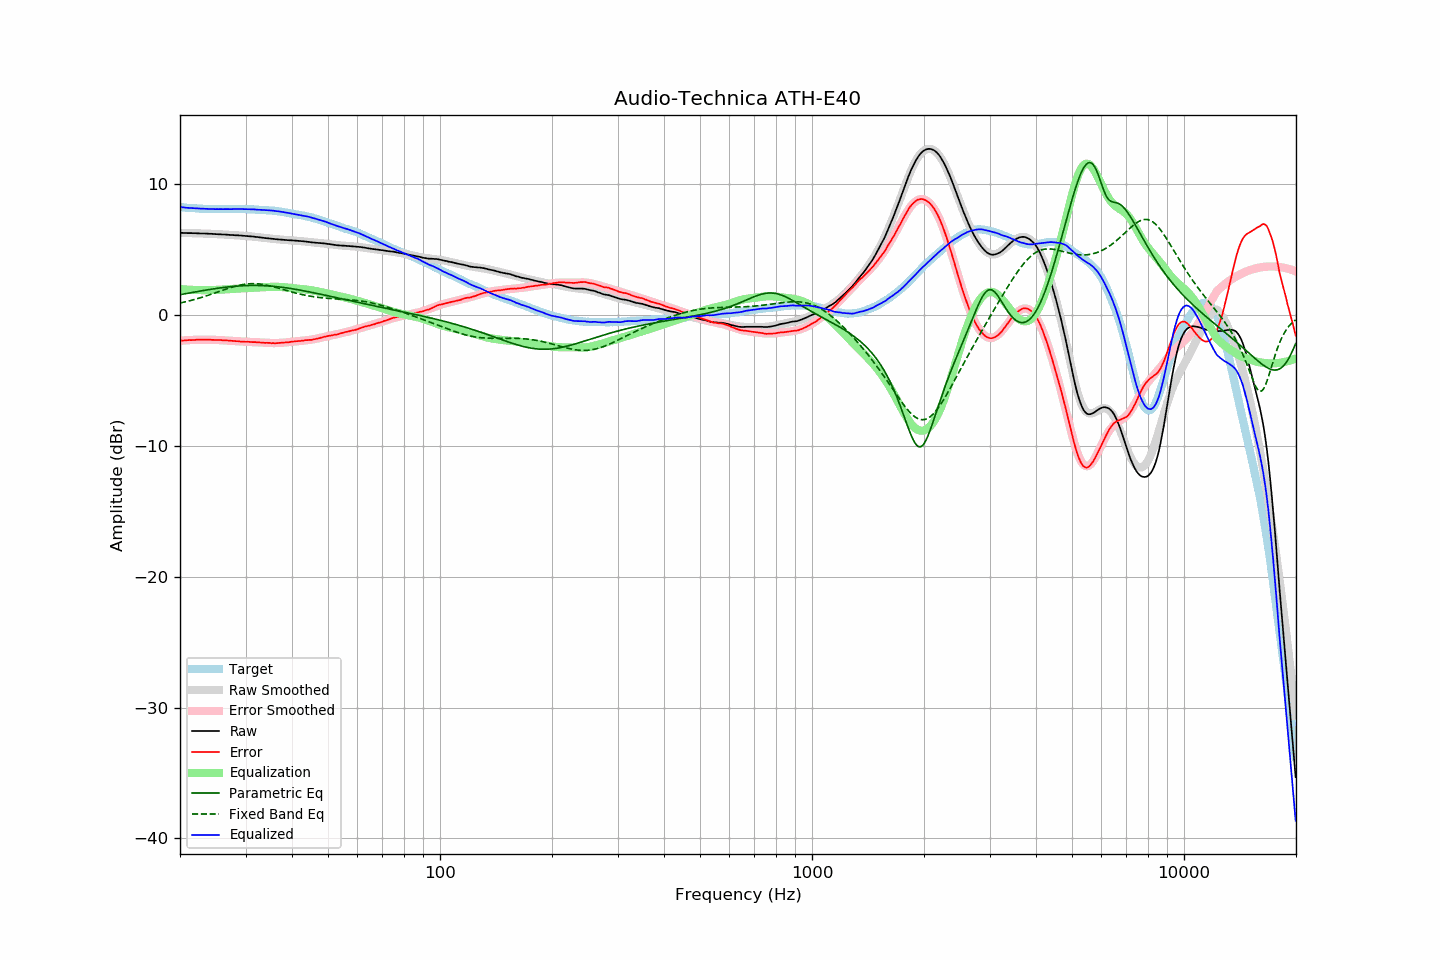 Audio-Technica ATH-E40
Amplitude (dBr)
10
0
−10
−20
−30
−40
Target
Raw Smoothed
Error Smoothed
Raw
Error
Equalization
Parametric Eq
Fixed Band Eq
Equalized
100 1000 10000
Frequency (Hz)